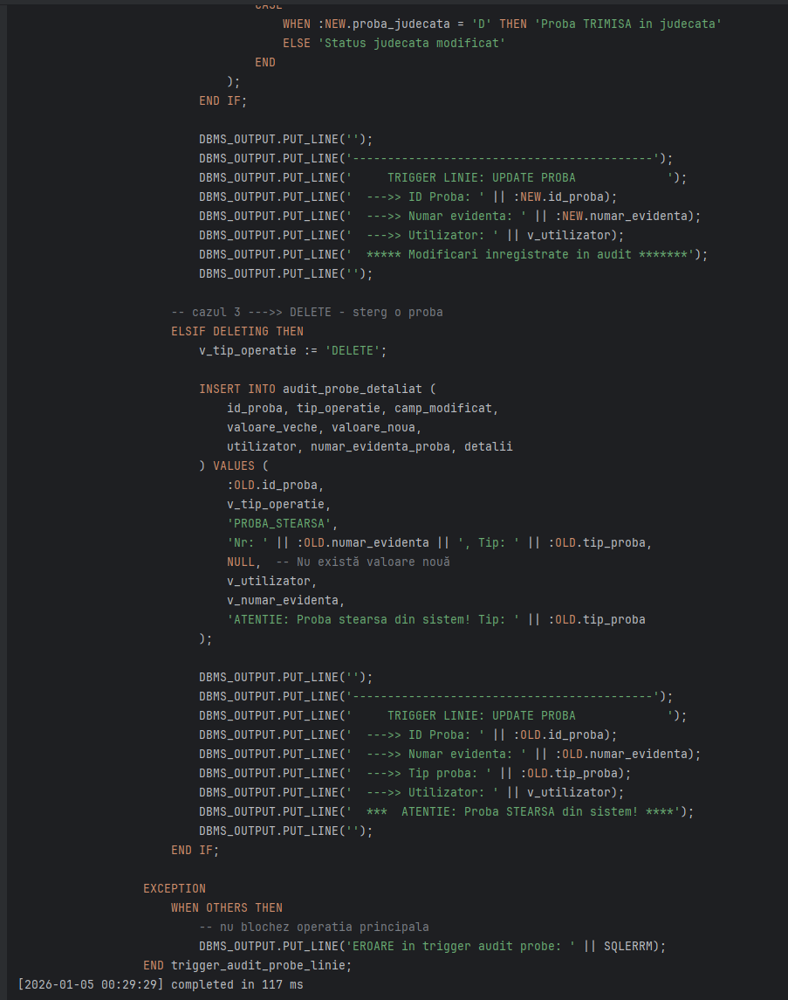 CASE
WHEN :NEW.proba_judecata = 'D' THEN 'Proba TRIMISA in judecata'
ELSE 'Status judecata modificat'
END
);
END IF;
DBMS_OUTPUT.PUT_LINE('');
DBMS_OUTPUT.PUT_LINE('-------------------------------------------');
DBMS_OUTPUT.PUT_LINE('     TRIGGER LINIE: UPDATE PROBA             ');
DBMS_OUTPUT.PUT_LINE('  --->> ID Proba: ' || :NEW.id_proba);
DBMS_OUTPUT.PUT_LINE('  --->> Numar evidenta: ' || :NEW.numar_evidenta);
DBMS_OUTPUT.PUT_LINE('  --->> Utilizator: ' || v_utilizator);
DBMS_OUTPUT.PUT_LINE('  ***** Modificari inregistrate in audit *******');
DBMS_OUTPUT.PUT_LINE('');
-- cazul 3 --->> DELETE - sterg o proba
ELSIF DELETING THEN
v_tip_operatie := 'DELETE';
INSERT INTO audit_probe_detaliat (
id_proba, tip_operatie, camp_modificat,
valoare_veche, valoare_noua,
utilizator, numar_evidenta_proba, detalii
) VALUES (
:OLD.id_proba,
v_tip_operatie,
'PROBA_STEARSA',
'Nr: ' || :OLD.numar_evidenta || ', Tip: ' || :OLD.tip_proba,
NULL,  -- Nu există valoare nouă
v_utilizator,
v_numar_evidenta,
'ATENTIE: Proba stearsa din sistem! Tip: ' || :OLD.tip_proba
);
DBMS_OUTPUT.PUT_LINE('');
DBMS_OUTPUT.PUT_LINE('-------------------------------------------');
DBMS_OUTPUT.PUT_LINE('     TRIGGER LINIE: UPDATE PROBA             ');
DBMS_OUTPUT.PUT_LINE('  --->> ID Proba: ' || :OLD.id_proba);
DBMS_OUTPUT.PUT_LINE('  --->> Numar evidenta: ' || :OLD.numar_evidenta);
DBMS_OUTPUT.PUT_LINE('  --->> Tip proba: ' || :OLD.tip_proba);
DBMS_OUTPUT.PUT_LINE('  --->> Utilizator: ' || v_utilizator);
DBMS_OUTPUT.PUT_LINE('  ***  ATENTIE: Proba STEARSA din sistem! ****');
DBMS_OUTPUT.PUT_LINE('');
END IF;
EXCEPTION
WHEN OTHERS THEN
-- nu blochez operatia principala
DBMS_OUTPUT.PUT_LINE('EROARE in trigger audit probe: ' || SQLERRM);
END trigger_audit_probe_linie;
[2026-01-05 00:29:29] completed in 117 ms